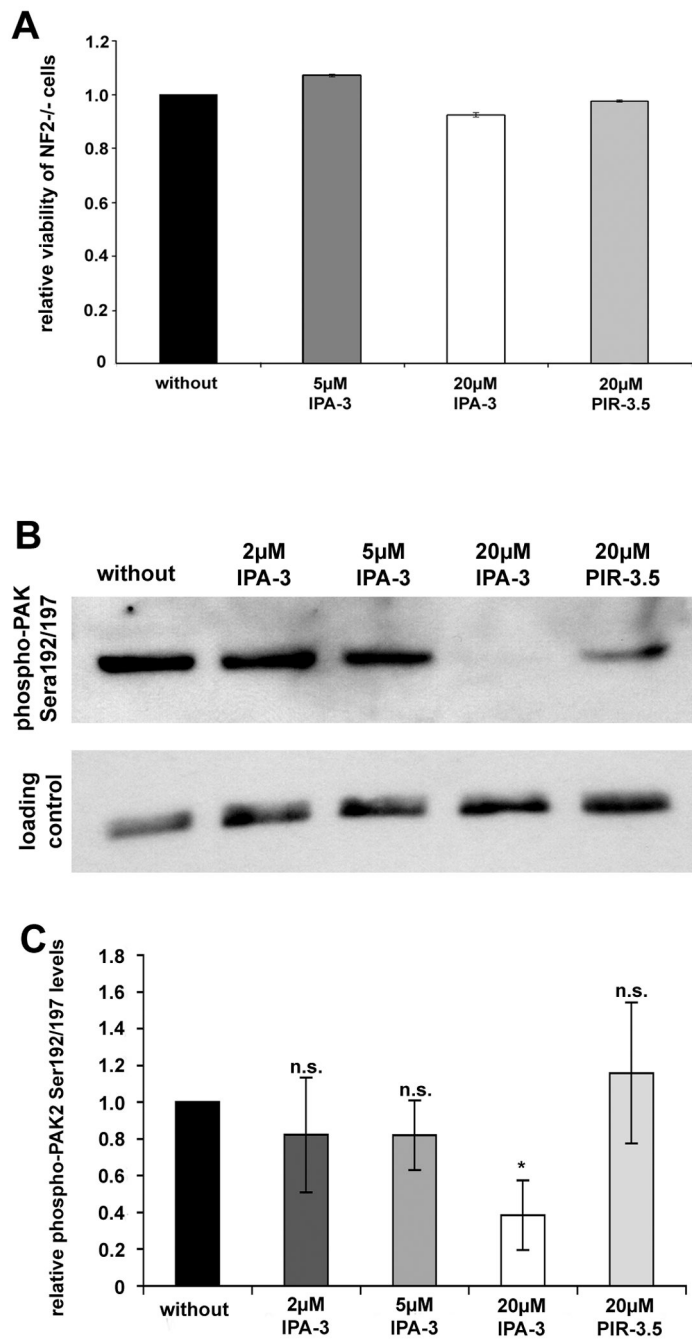 A
relative viability of NF2-/- cells
1.2
1.0
0.8
0.6
0.4
0.2
0
without
5µM
IPA-3
20µM
IPA-3
20µM
PIR-3.5
B
without
2µM
IPA-3
5µM
IPA-3
20µM
IPA-3
20µM
PIR-3.5
phospho-PAK
Sera192/197
loading
control
C
relative phospho-PAK2 Ser192/197 levels
1.8
1.6
1.4
1.2
1.0
0.8
0.6
0.4
0.2
0
n.s.
n.s.
*
n.s.
without
2µM
IPA-3
5µM
IPA-3
20µM
IPA-3
20µM
PIR-3.5